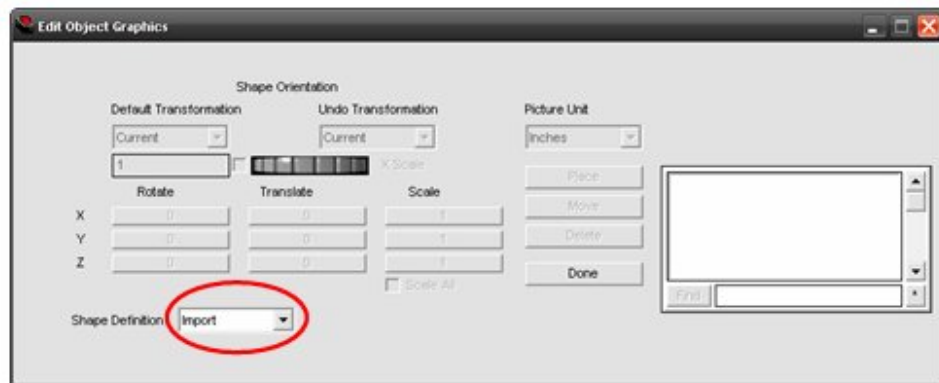 Edit Object Graphics
Shape Orientation
Default Transformation Undo Transformation Picture Unit
Current Current Inches
1 X Scale
Place
Rotate Translate Scale
Move
X 0 0 1
Y 0 0 1
Delete
Z 0 0 1
Done
Scale All
Find
Shape Definition Import